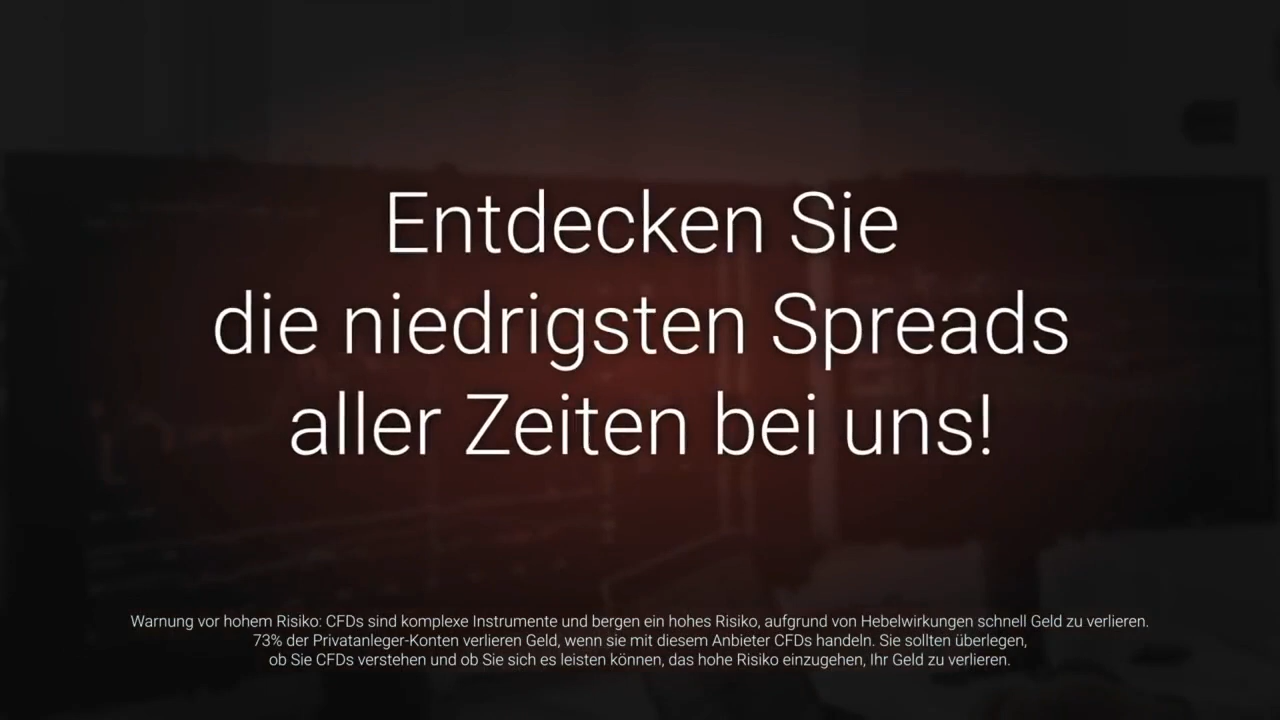 Entdecken Sie
die niedrigsten Spreads
aller Zeiten bei uns!
Warnung vor hohem Risiko: CFDs sind komplexe Instrumente und bergen ein hohes Risiko, aufgrund von Hebelwirkungen schnell Geld zu verlieren.
73% der Privatanleger-Konten verlieren Geld, wenn sie mit diesem Anbieter CFDs handeln. Sie sollten überlegen,
ob Sie CFDs verstehen und ob Sie sich es leisten können, das hohe Risiko einzugehen, Ihr Geld zu verlieren.